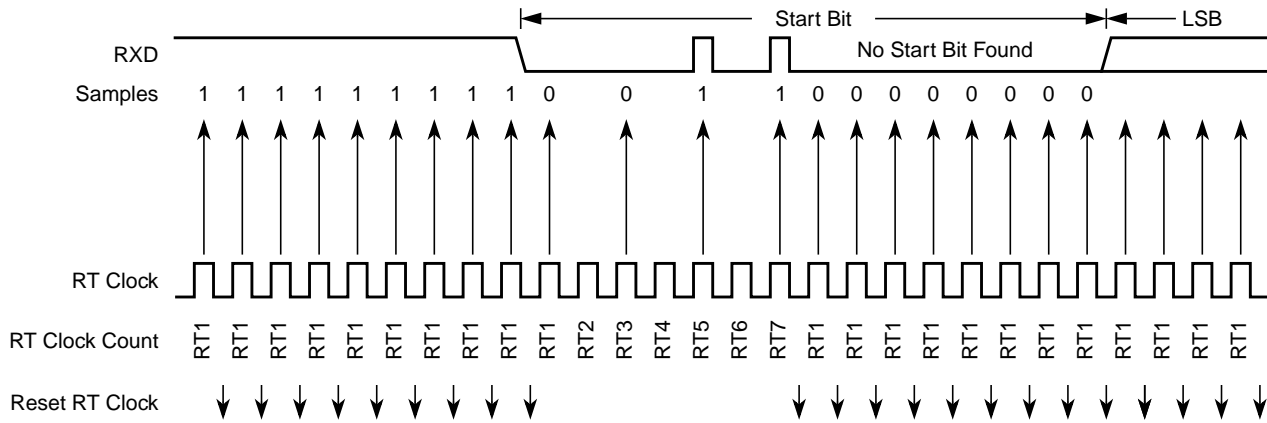 Start Bit
LSB
RXD
No Start Bit Found
Samples 1 1 1 1 1 1 1 1 1 0 0 1 1 0 0 0 0 0 0 0 0
RT Clock
RT Clock Count RT1 RT1 RT1 RT1 RT1 RT1 RT1 RT1 RT1 RT1 RT2 RT3 RT4 RT5 RT6 RT7 RT1 RT1 RT1 RT1 RT1 RT1 RT1 RT1 RT1 RT1 RT1 RT1
Reset RT Clock